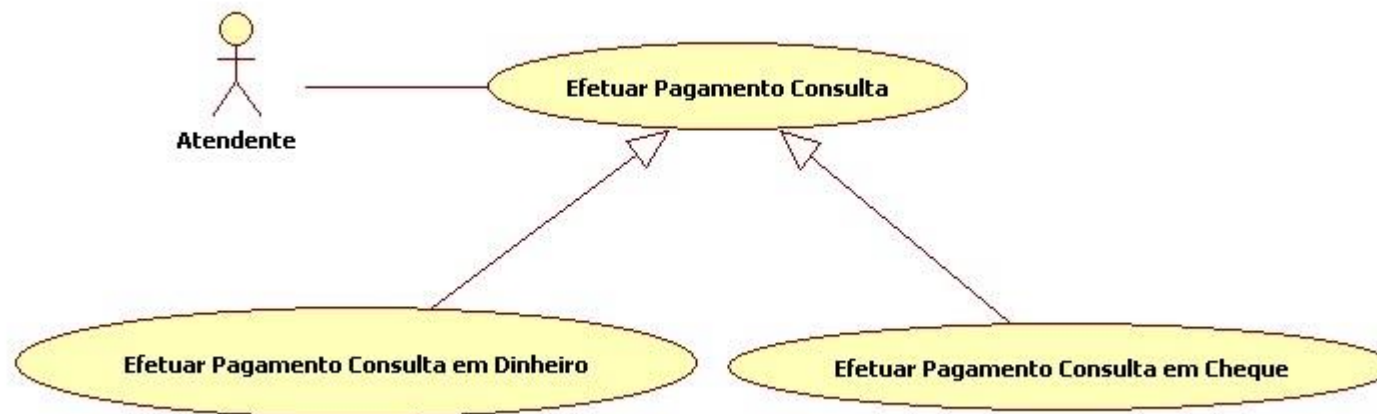 Efetuar Pagamento Consulta
Atendente
Efetuar Pagamento Consulta em Dinheiro
Efetuar Pagamento Consulta em Cheque